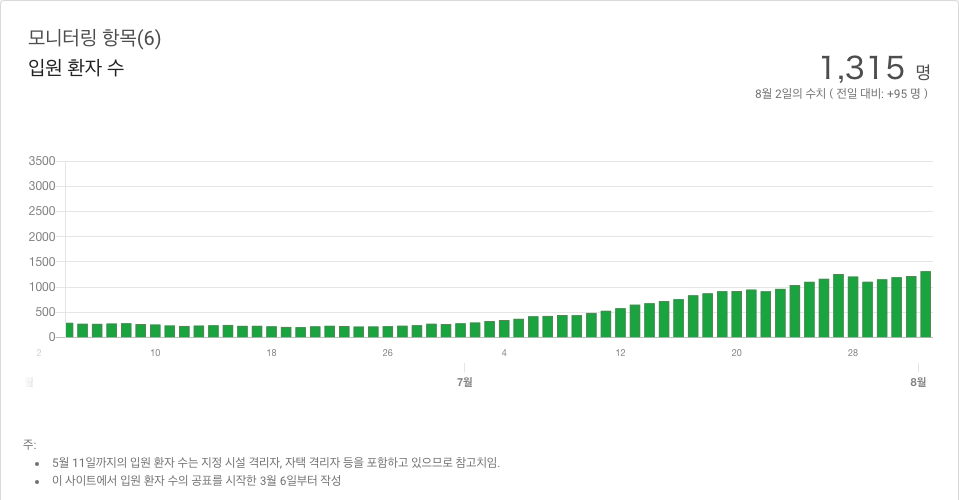 모니터링 항목(6)
입원 환자 수
1,315 명
8월 2일의 수치 ( 전일 대비: +95 명 )
3500
3000
2500
2000
1500
1000
500
0
2 10 18 26 4 12 20 28
7월 8월
주:
• 5월 11일까지의 입원 환자 수는 지정 시설 격리자, 자택 격리자 등을 포함하고 있으므로 참고치임.
• 이 사이트에서 입원 환자 수의 공표를 시작한 3월 6일부터 작성